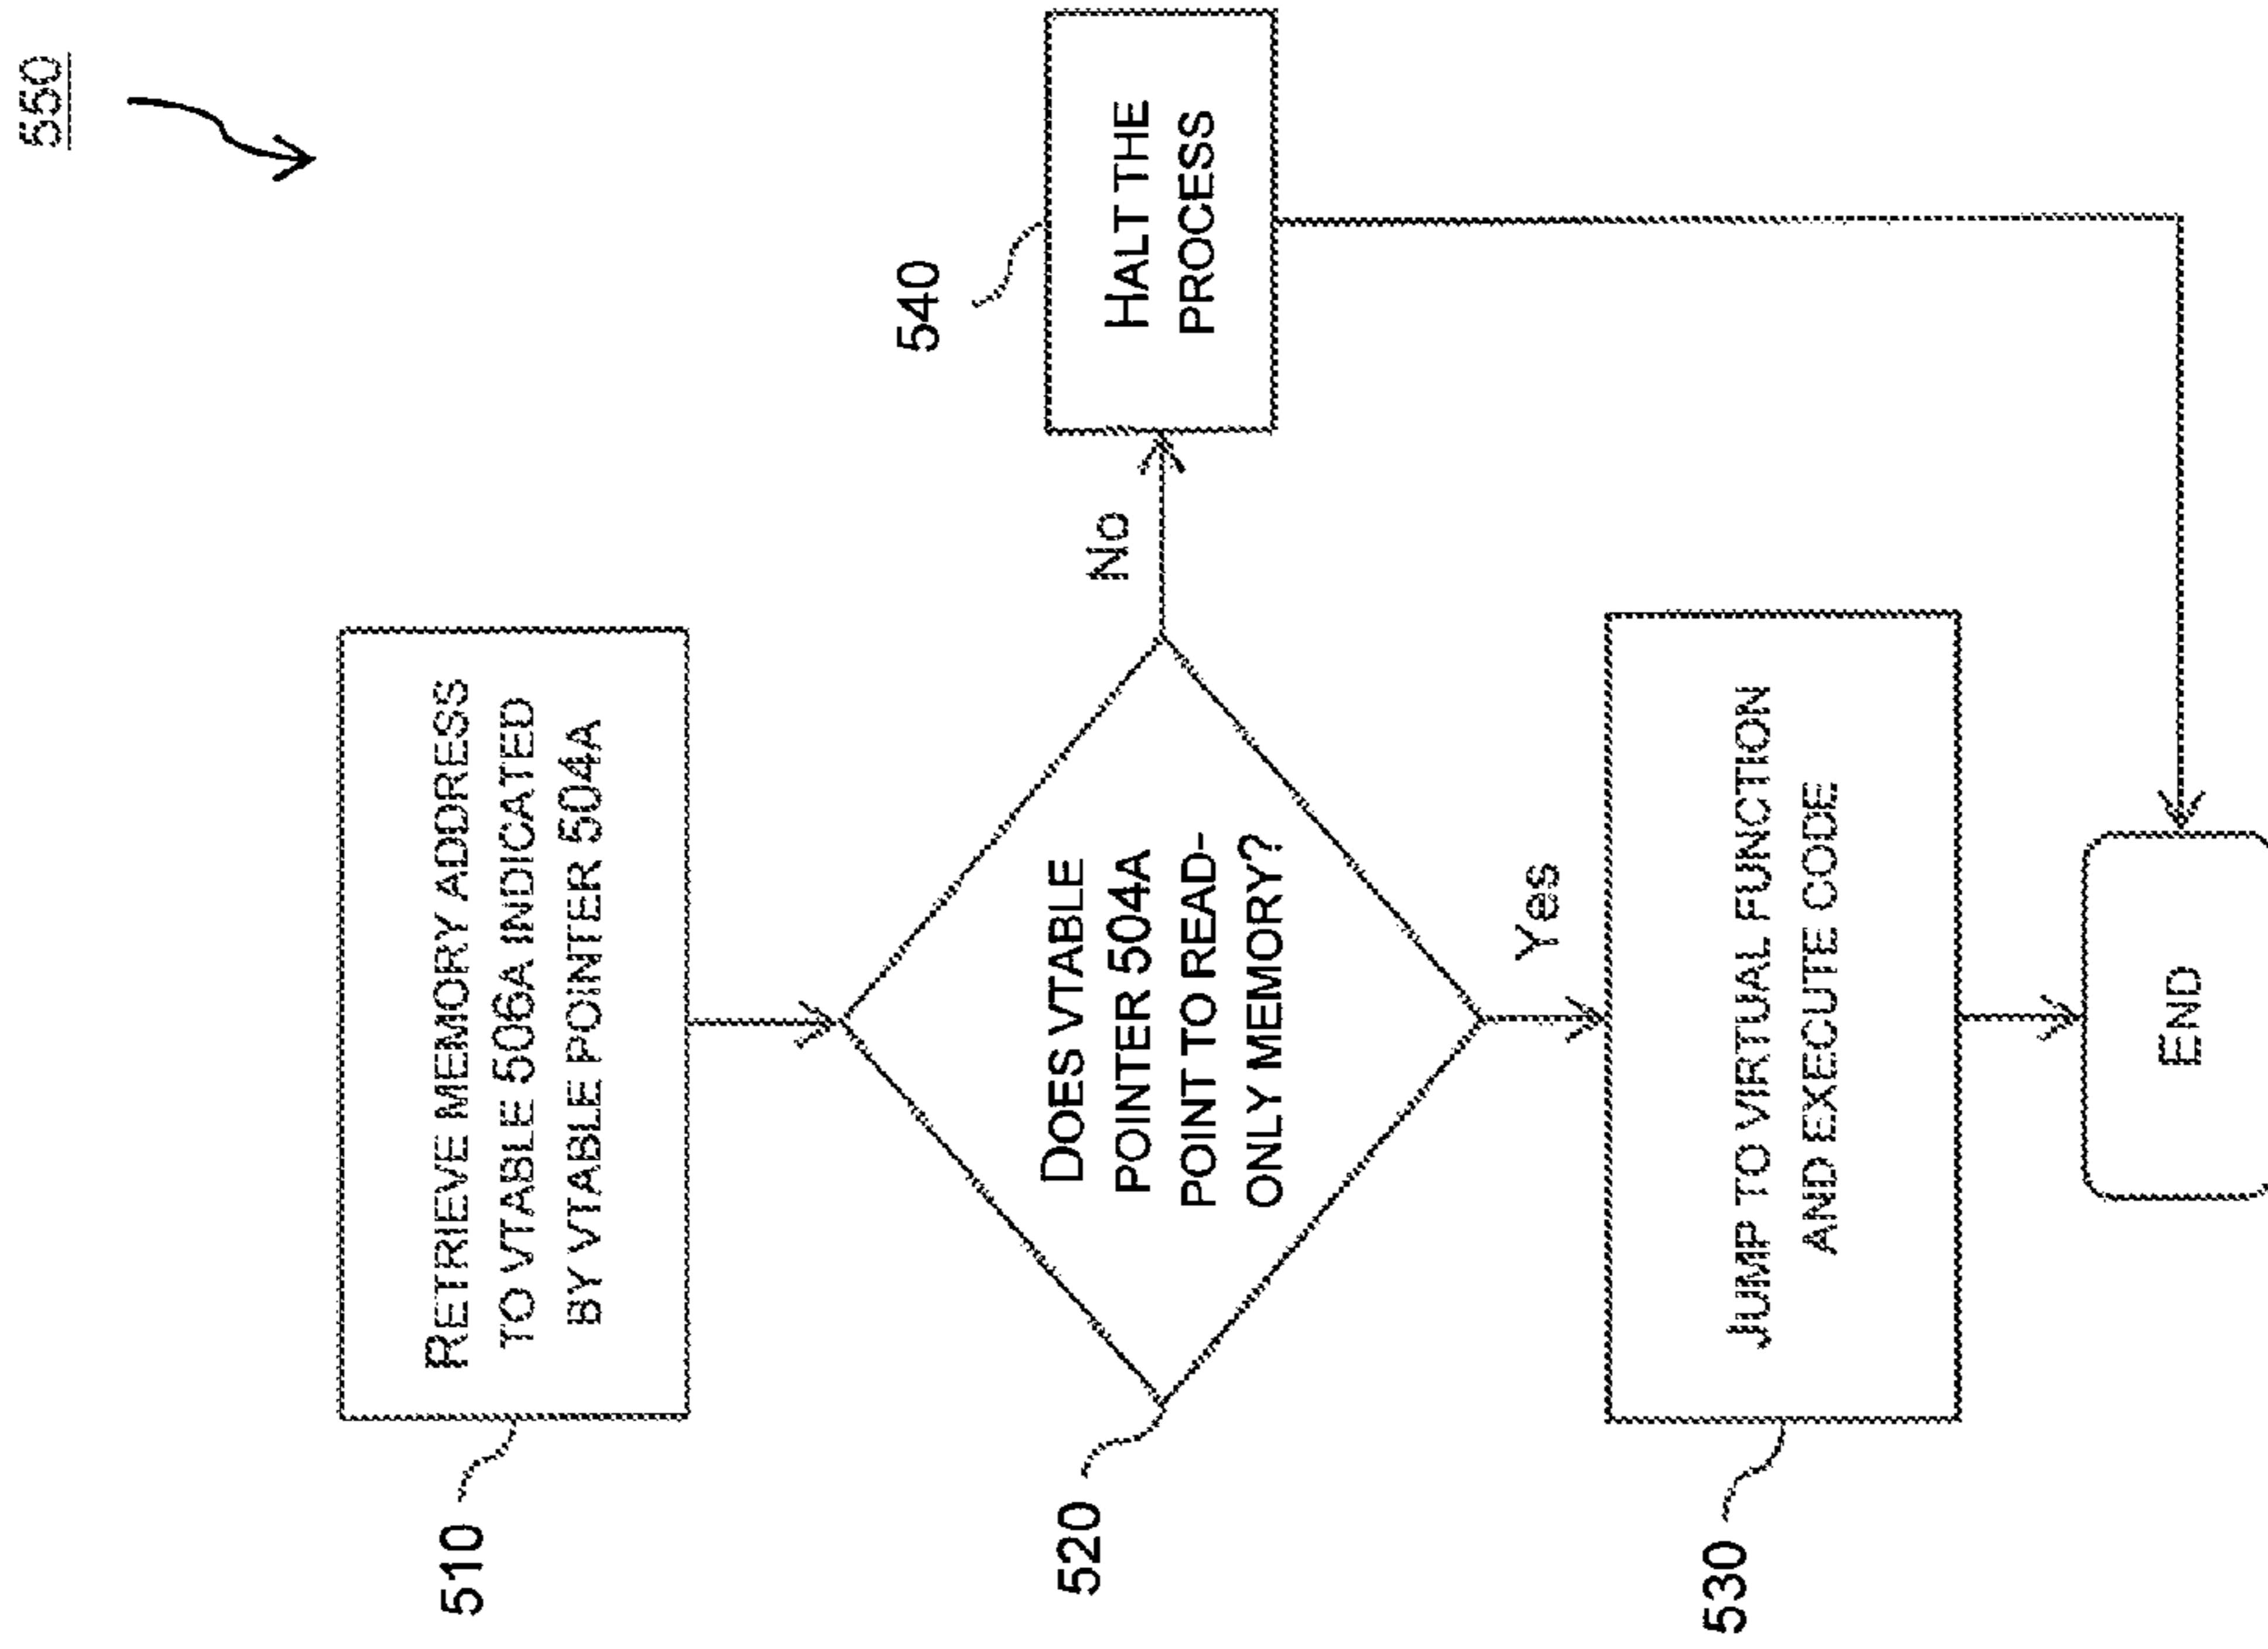 550
510
RETRIEVE MEMORY ADDRESS
TO VTABLE 506A INDICATED
BY VTABLE POINTER 504A
520
DOES VTABLE
POINTER 504A
POINT TO READ-
ONLY MEMORY?
No
540
HALT THE
PROCESS
Yes
530
JUMP TO VIRTUAL FUNCTION
AND EXECUTE CODE
END